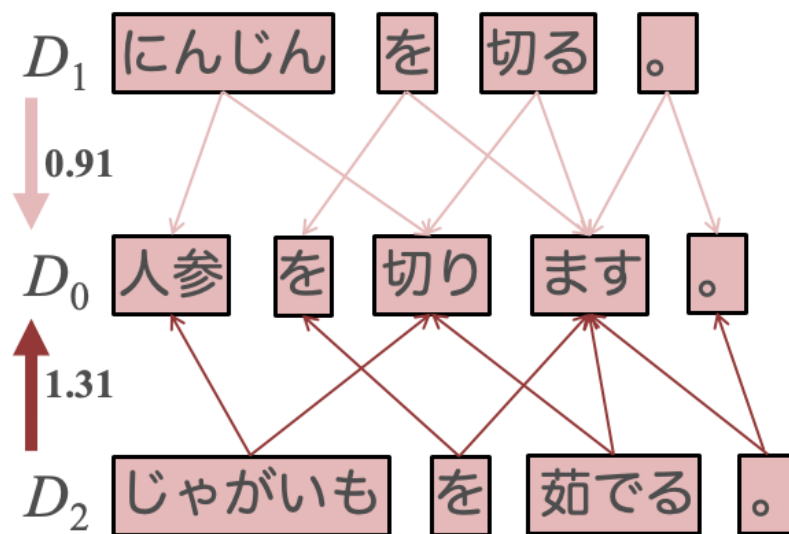 D1 にんじん を 切る 。
0.91
D0 人参 を 切り ます 。
1.31
D2 じゃがいも を 茹でる 。